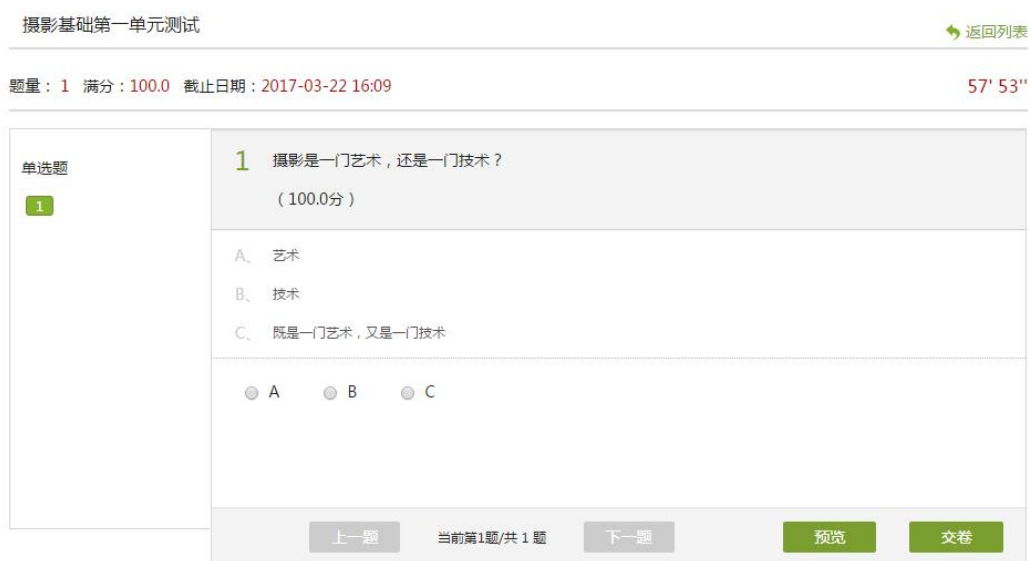 摄影基础第一单元测试
返回列表
题量： 1 满分：100.0 截止日期：2017-03-22 16:09
57' 53''
单选题
1
1 摄影是一门艺术，还是一门技术？
（100.0分）
A、 艺术
B、 技术
C、 既是一门艺术，又是一门技术
A B C
上一题 当前第1题/共 1 题 下一题 预览 交卷